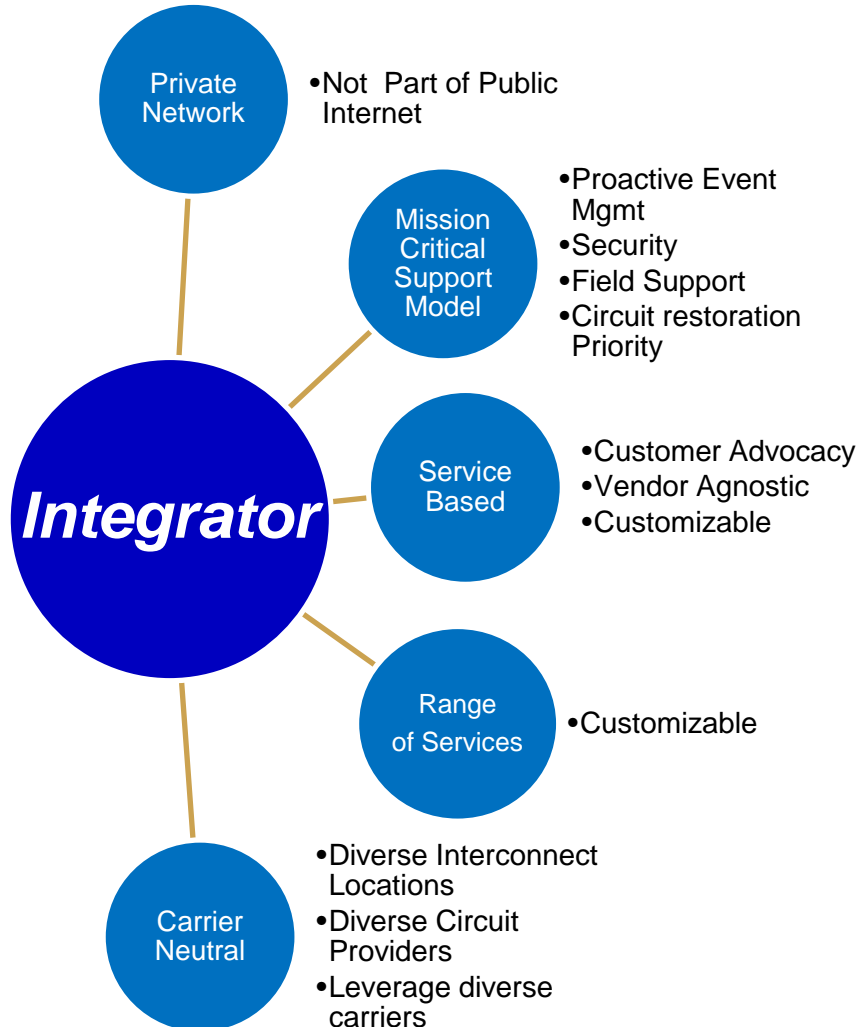 Private
Network
•Not  Part of Public
Internet
Mission
Critical
Support
Model
•Proactive Event
Mgmt
•Security
•Field Support
•Circuit restoration
Priority
Integrator
Service
Based
•Customer Advocacy
•Vendor Agnostic
•Customizable
Range
of Services
•Customizable
Carrier
Neutral
•Diverse Interconnect
Locations
•Diverse Circuit
Providers
•Leverage diverse
carriers